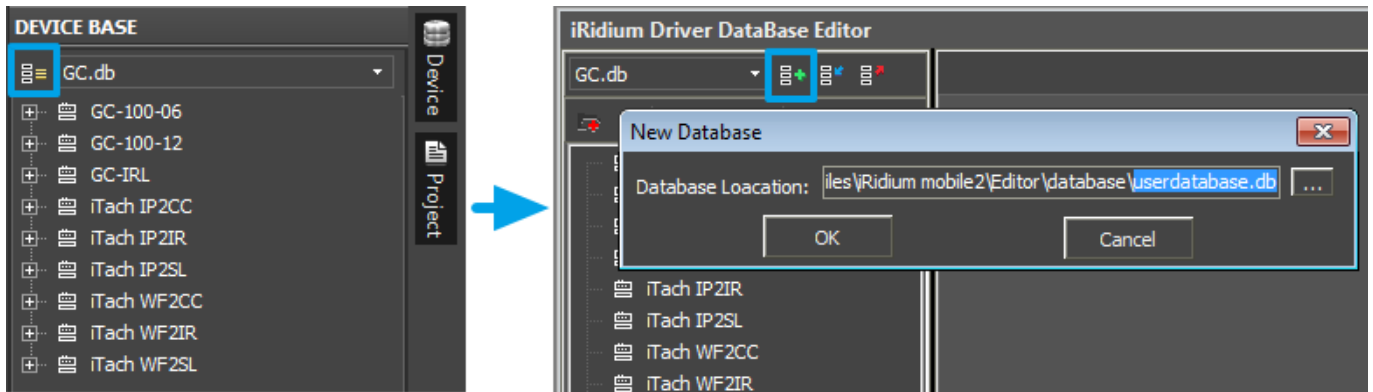 DEVICE BASE
GC.db
GC-100-06
GC-100-12
GC-IRL
iTach IP2CC
iTach IP2IR
iTach IP2SL
iTach WF2CC
iTach WF2IR
iTach WF2SL
Device
Project
iRidium Driver DataBase Editor
GC.db
New Database
Database Loacation: iles\iRidium mobile2\Editor\database\userdatabase.db ...
OK Cancel
iTach IP2IR
iTach IP2SL
iTach WF2CC
iTach WF2IR